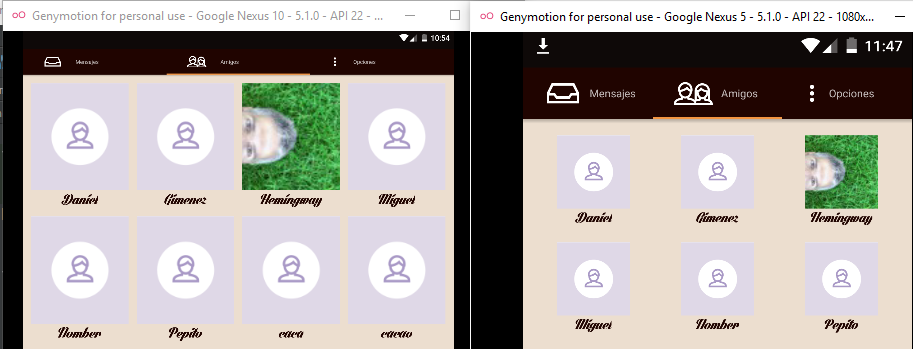 Genymotion for personal use - Google Nexus 10 - 5.1.0 - API 22 - ...
10:54
Mensajes Amigos Opciones
Daniel Gimenez Hemingway Miguel
Nomber Pepito caca cacao
Genymotion for personal use - Google Nexus 5 - 5.1.0 - API 22 - 1080x...
11:47
Mensajes Amigos Opciones
Daniel Gimenez Hemingway
Miguel Nomber Pepito